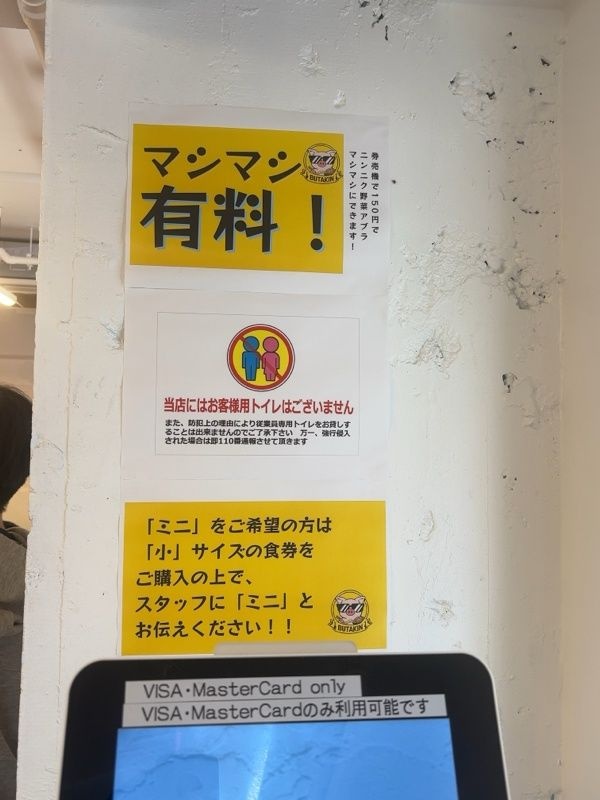 マシマシ
有料！
BUTAKIN
券売機で150円で
ニンニク野菜アブラ
マシマシにできます！
当店にはお客様用トイレはございません
また、防犯上の理由により従業員専用トイレをお貸しす
ることは出来ませんのでご了承下さい　万一、強行侵入
された場合は即110番通報させて頂きます
「ミニ」をご希望の方は
「小」サイズの食券を
ご購入の上で、
スタッフに「ミニ」と
お伝えください！！
BUTAKIN
VISA･MasterCard only
VISA･MasterCardのみ利用可能です